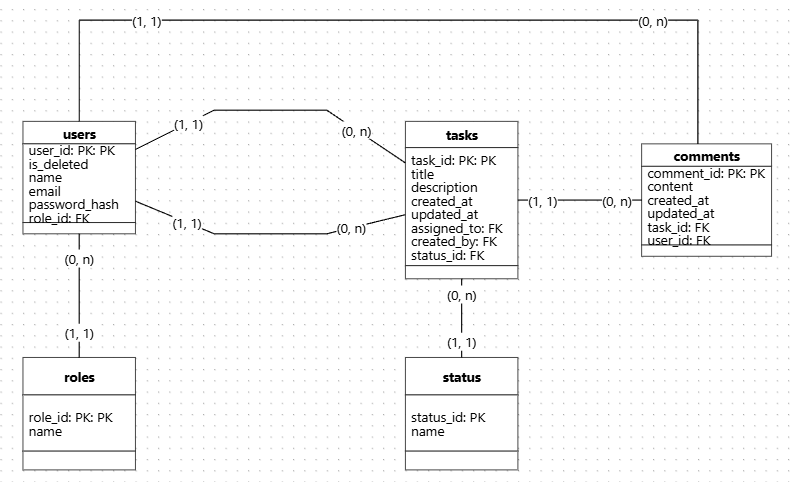 (1, 1)
(0, n)
users
user_id: PK: PK
is_deleted
name
email
password_hash
role_id: FK
(1, 1)
(0, n)
(1, 1)
(0, n)
tasks
task_id: PK: PK
title
description
created_at
updated_at
assigned_to: FK
created_by: FK
status_id: FK
(1, 1)
(0, n)
comments
comment_id: PK: PK
content
created_at
updated_at
task_id: FK
user_id: FK
(0, n)
(1, 1)
(0, n)
(1, 1)
roles
role_id: PK: PK
name
status
status_id: PK
name